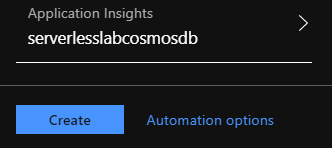 Application Insights
serverlesslabcosmosdb
Create
Automation options